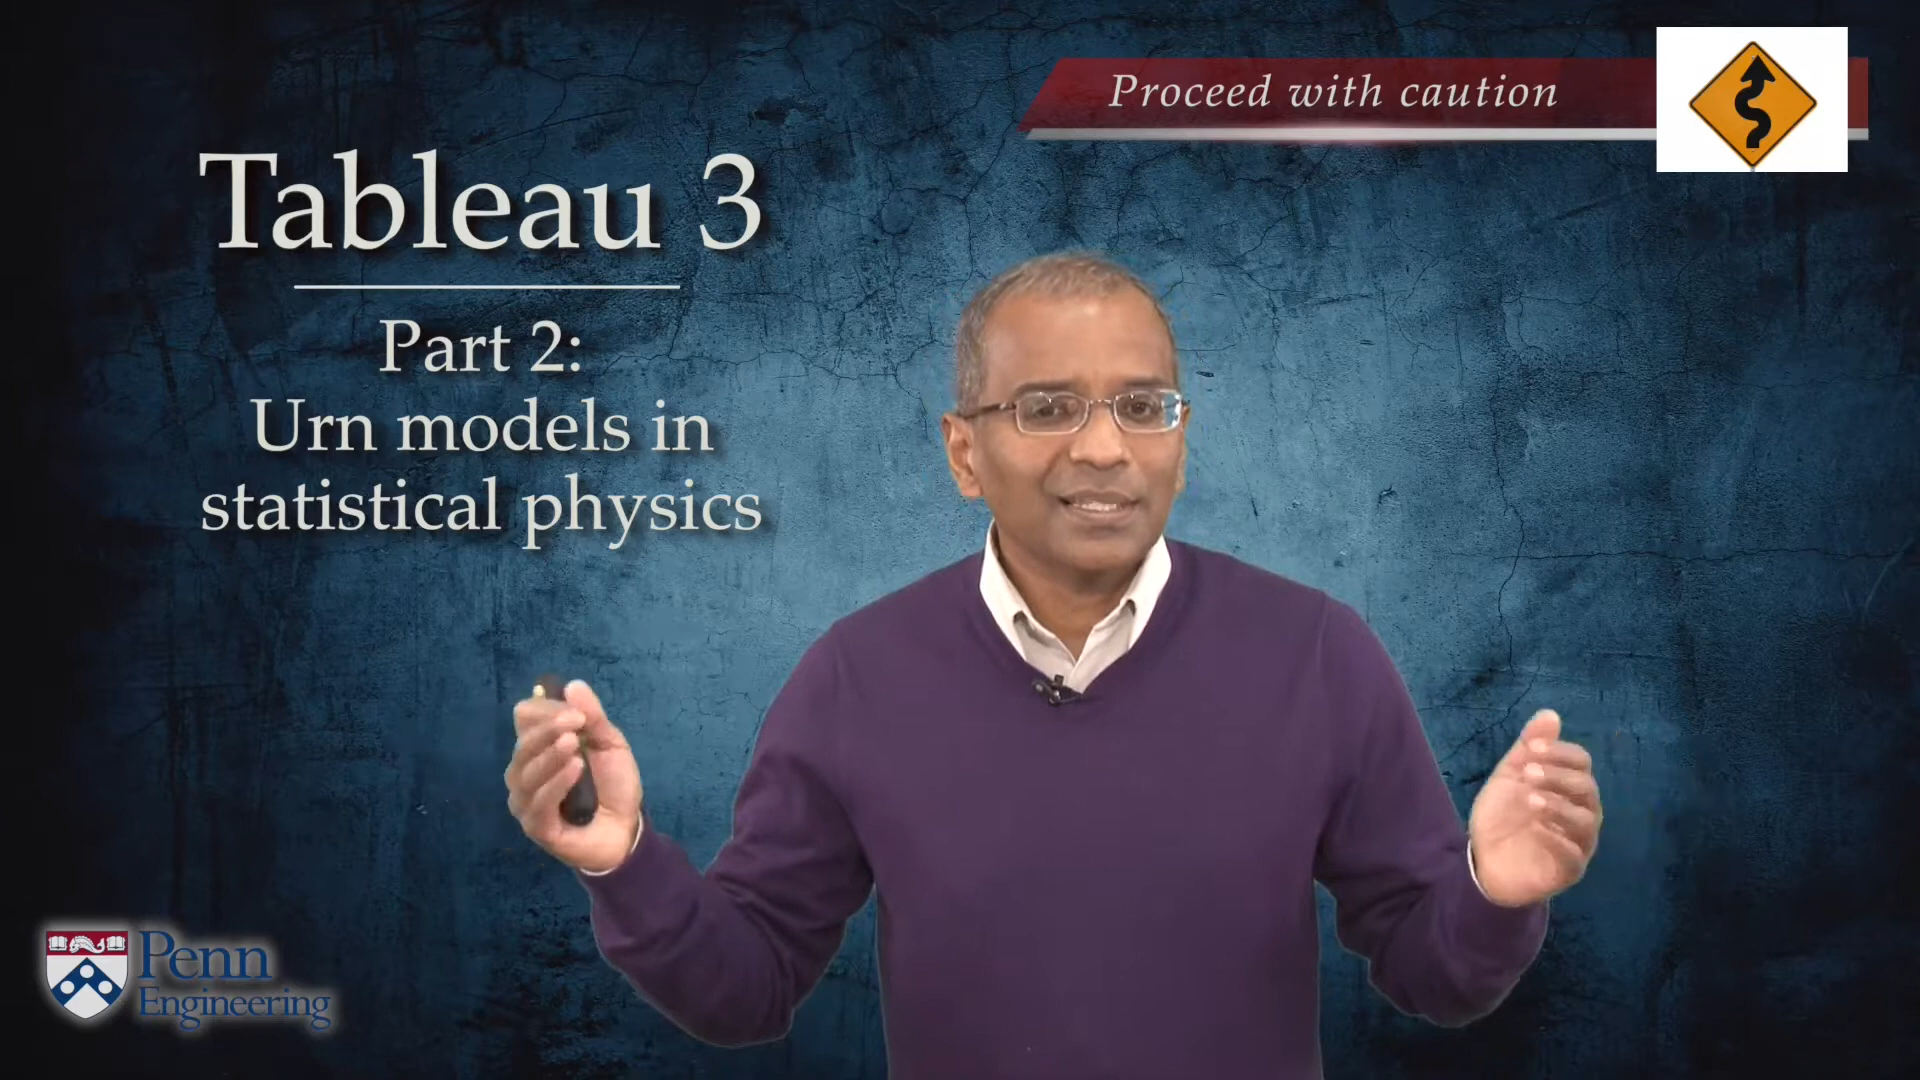 Proceed with caution
Tableau 3
Part 2:
Urn models in
statistical physics
Penn
Engineering